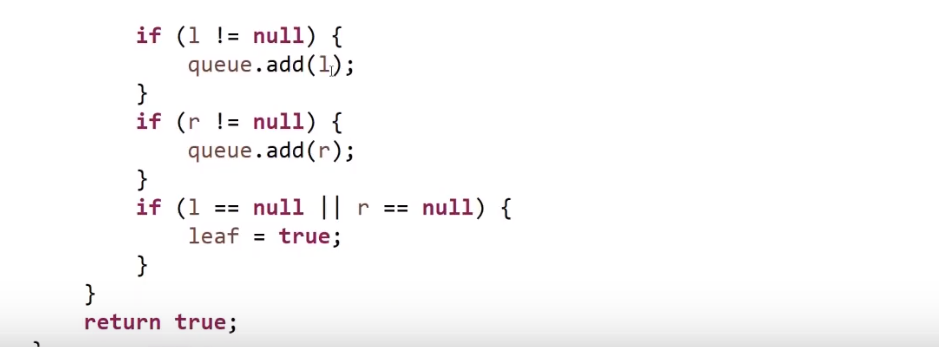 if (l != null) {
queue.add(l);
}
if (r != null) {
queue.add(r);
}
if (l == null || r == null) {
leaf = true;
}
}
return true;